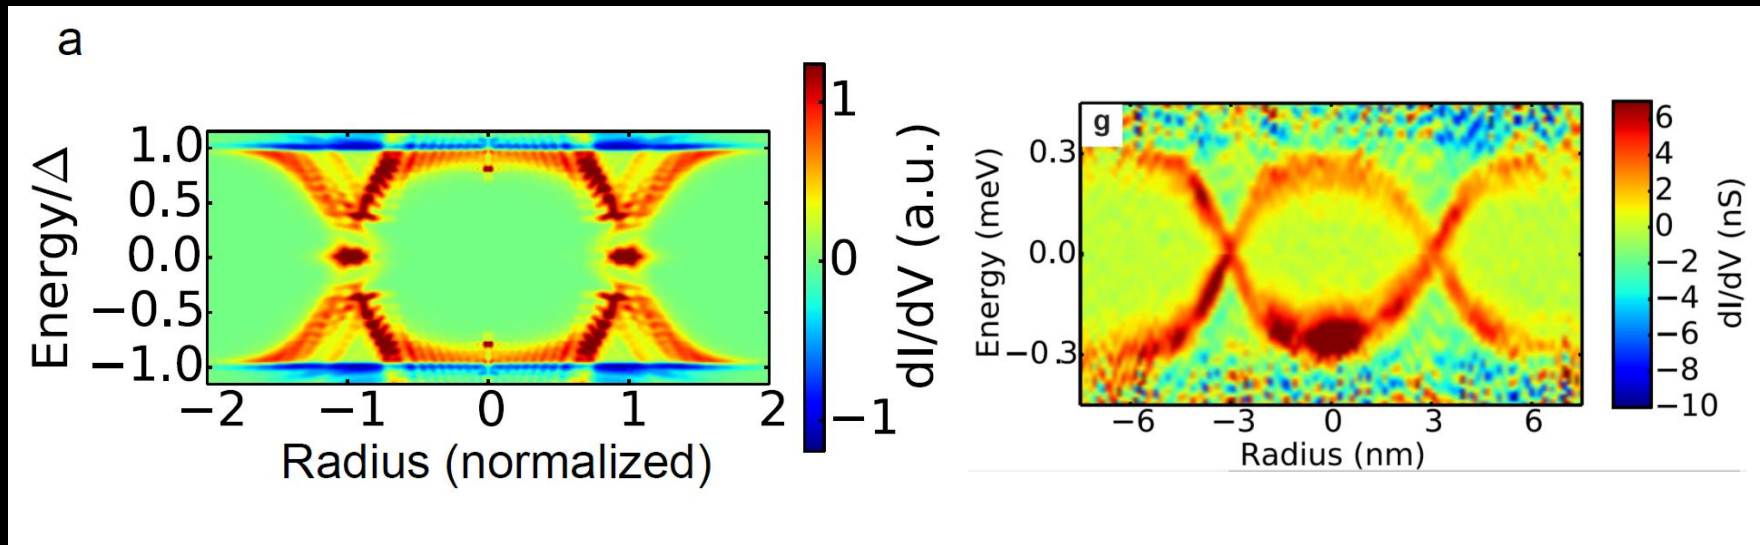 a
Energy/Δ
1.0
0.5
0.0
−0.5
−1.0
−2 −1 0 1 2
Radius (normalized)
1
0
−1
dI/dV (a.u.)
g
Energy (meV)
0.3
0.0
−0.3
−6 −3 0 3 6
Radius (nm)
6
4
2
0
−2
−4
−6
−8
−10
dI/dV (nS)